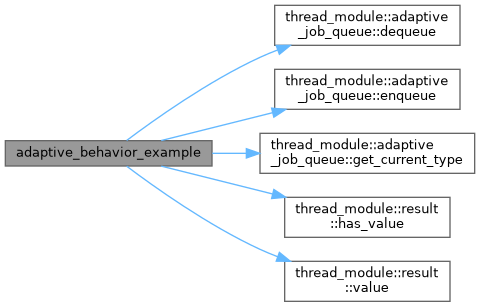 thread_module::adaptive
_job_queue::dequeue
thread_module::adaptive
_job_queue::enqueue
adaptive_behavior_example
thread_module::adaptive
_job_queue::get_current_type
thread_module::result
::has_value
thread_module::result
::value